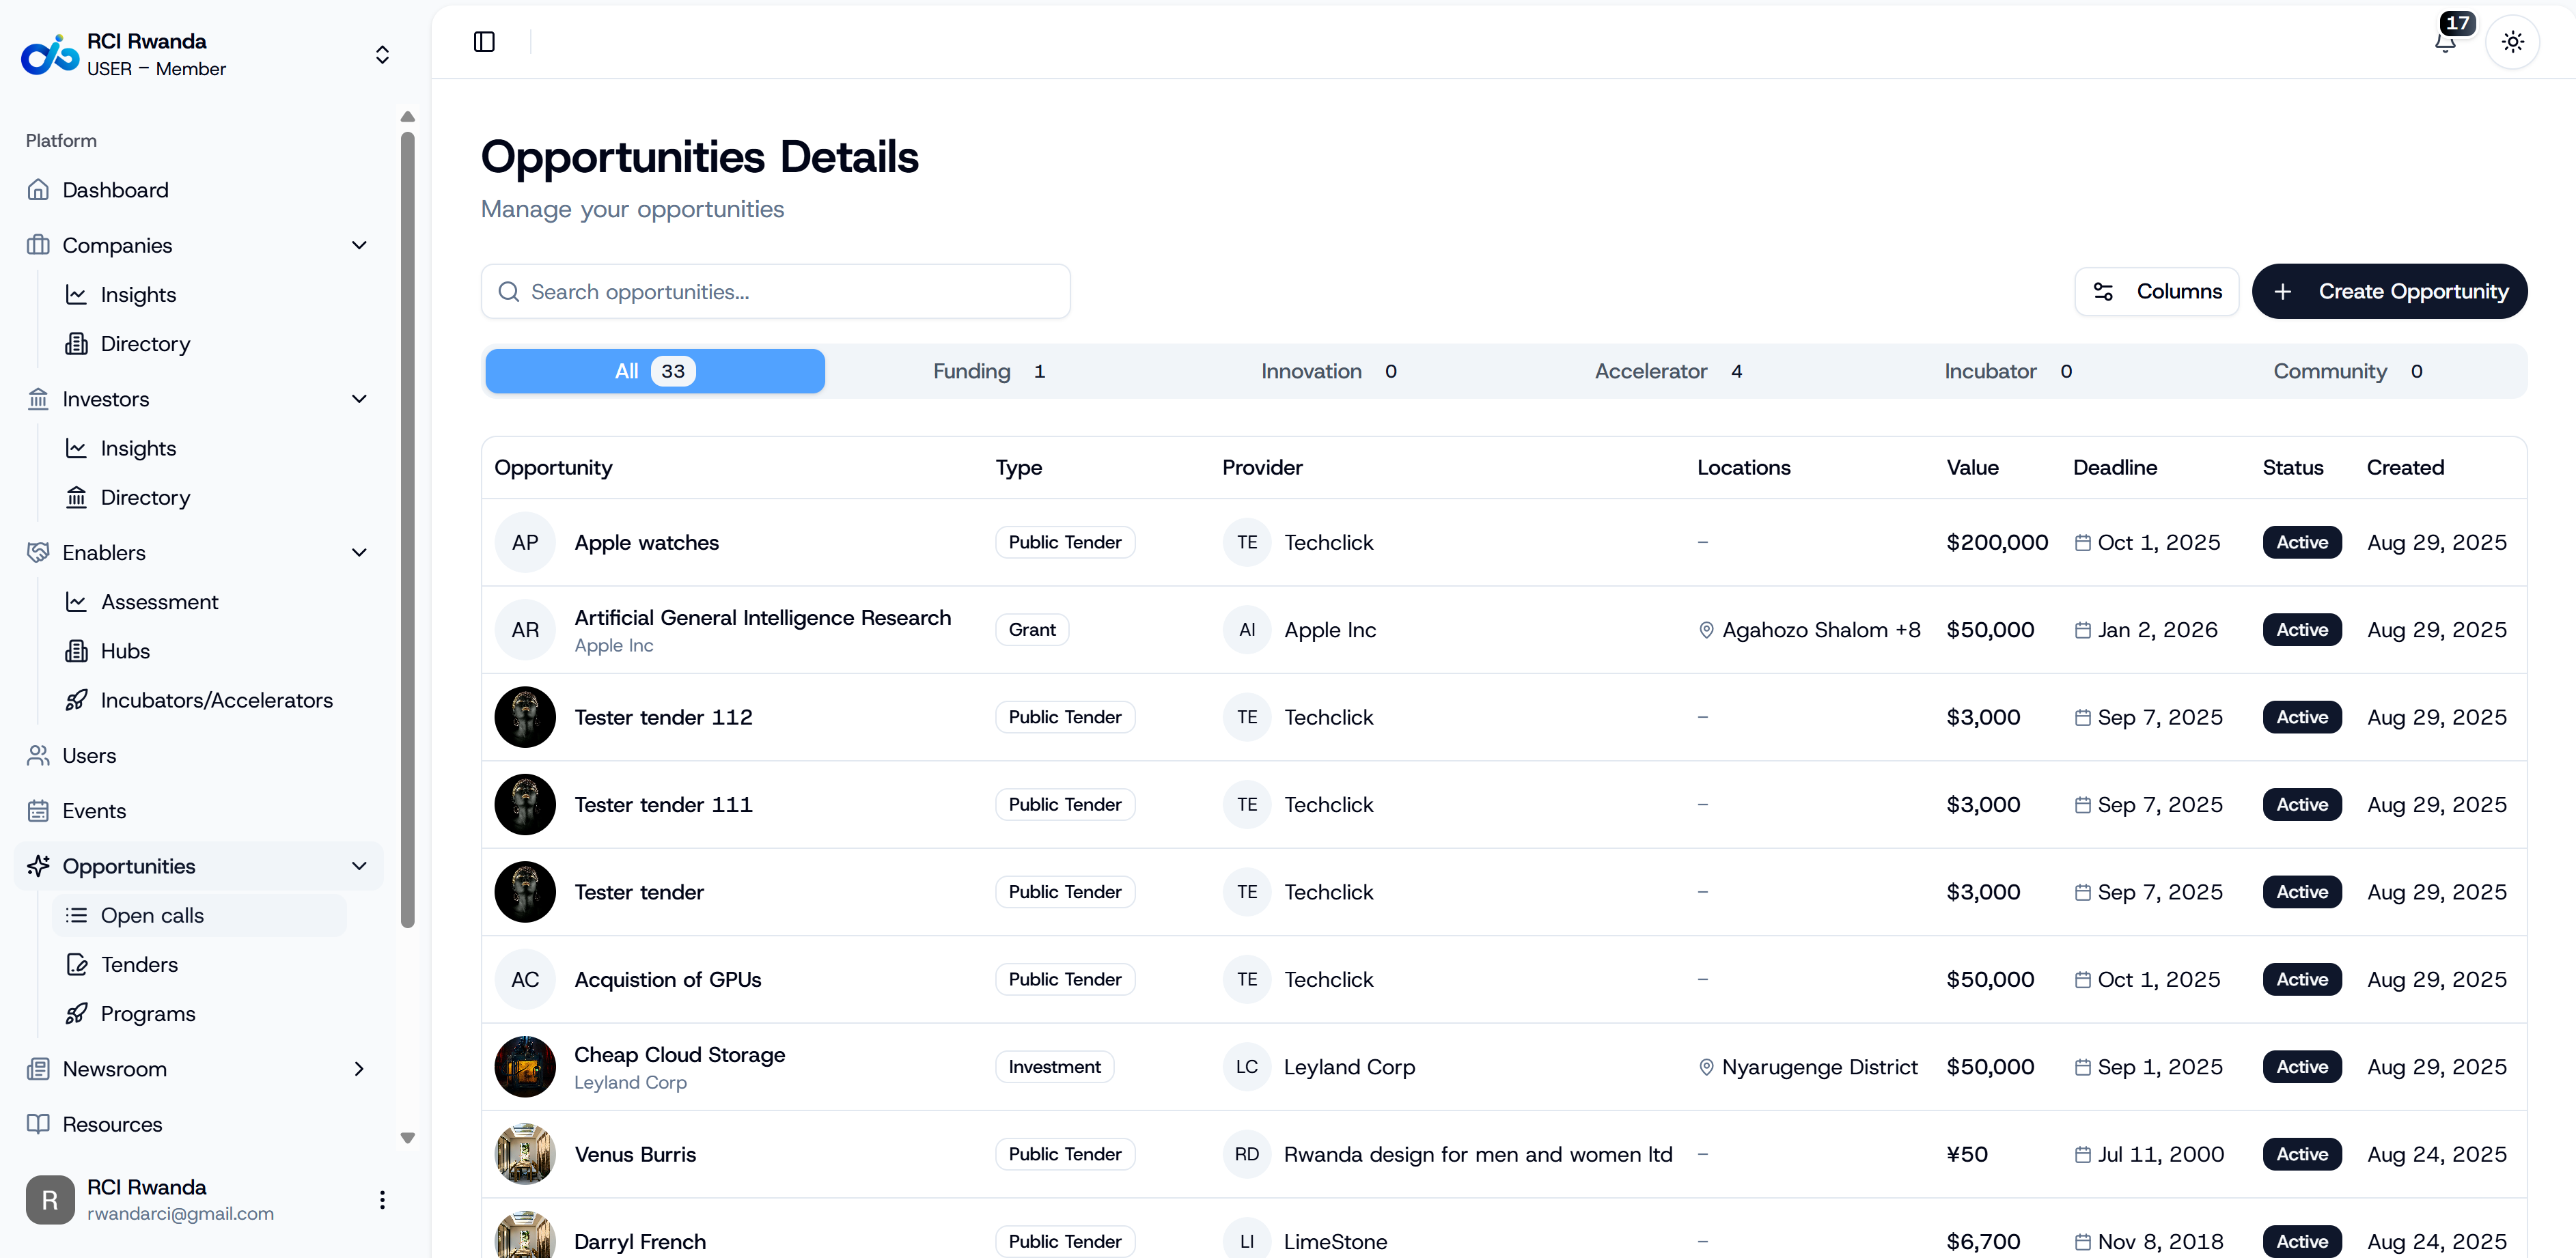 RCI Rwanda
USER – Member
17
Platform
Dashboard
Companies
Insights
Directory
Investors
Insights
Directory
Enablers
Assessment
Hubs
Incubators/Accelerators
Users
Events
Opportunities
Open calls
Tenders
Programs
Newsroom
Resources
R
RCI Rwanda
rwandarci@gmail.com
Opportunities Details
Manage your opportunities
Search opportunities...
Columns
Create Opportunity
All 33 Funding 1 Innovation 0 Accelerator 4 Incubator 0 Community 0
Opportunity Type Provider Locations Value Deadline Status Created
AP Apple watches Public Tender TE Techclick – $200,000 Oct 1, 2025 Active Aug 29, 2025
AR Artificial General Intelligence Research Grant AI Apple Inc Agahozo Shalom +8 $50,000 Jan 2, 2026 Active Aug 29, 2025
Apple Inc
Tester tender 112 Public Tender TE Techclick – $3,000 Sep 7, 2025 Active Aug 29, 2025
Tester tender 111 Public Tender TE Techclick – $3,000 Sep 7, 2025 Active Aug 29, 2025
Tester tender Public Tender TE Techclick – $3,000 Sep 7, 2025 Active Aug 29, 2025
AC Acquistion of GPUs Public Tender TE Techclick – $50,000 Oct 1, 2025 Active Aug 29, 2025
Cheap Cloud Storage Investment LC Leyland Corp Nyarugenge District $50,000 Sep 1, 2025 Active Aug 29, 2025
Leyland Corp
Venus Burris Public Tender RD Rwanda design for men and women ltd – ¥50 Jul 11, 2000 Active Aug 24, 2025
Darryl French Public Tender LI LimeStone – $6,700 Nov 8, 2018 Active Aug 24, 2025